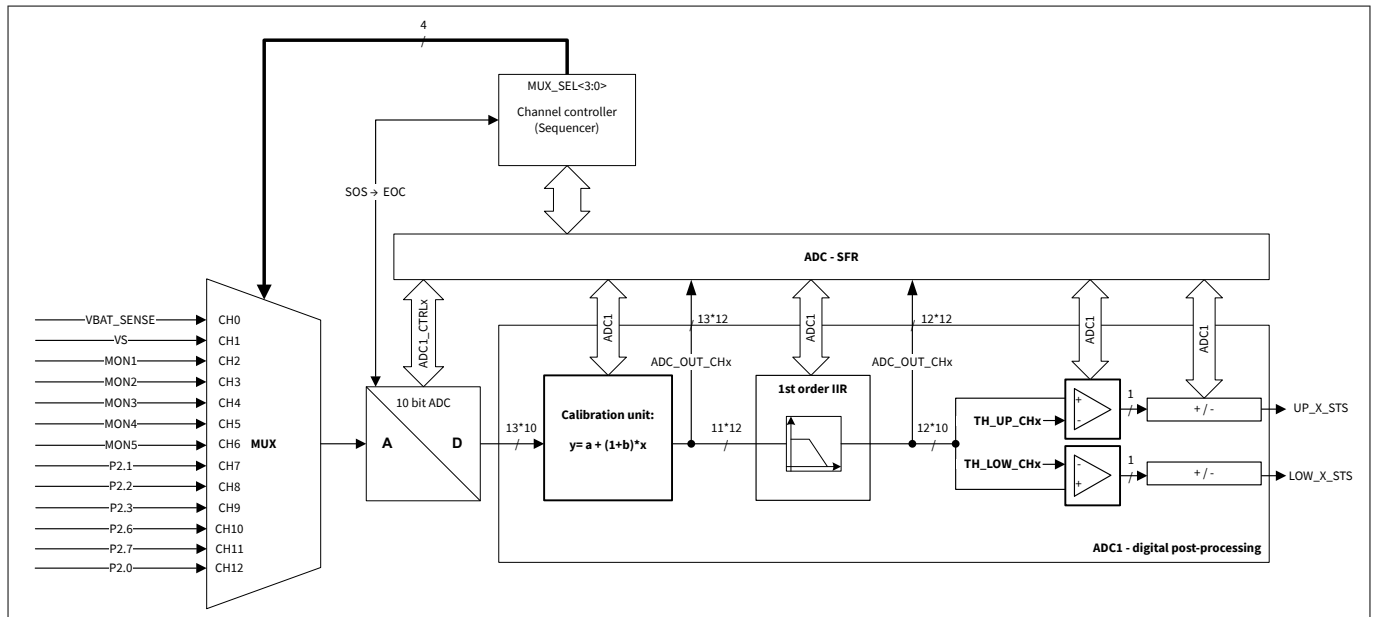 4
MUX_SEL<3:0>
Channel controller
(Sequencer)
SOS → EOC
ADC - SFR
ADC1_CTRLx
ADC1
13*12
ADC1
12*12
ADC1
ADC1
ADC_OUT_CHx
ADC_OUT_CHx
VBAT_SENSE CH0
VS CH1
MON1 CH2
MON2 CH3
MON3 CH4
MON4 CH5
MON5 CH6
MUX
P2.1 CH7
P2.2 CH8
P2.3 CH9
P2.6 CH10
P2.7 CH11
P2.0 CH12
10 bit ADC
A D
13*10
Calibration unit:
y= a + (1+b)*x
11*12
1st order IIR
12*10
TH_UP_CHx
+
-
1
+ / -
UP_X_STS
TH_LOW_CHx
-
+
1
+ / -
LOW_X_STS
ADC1 - digital post-processing